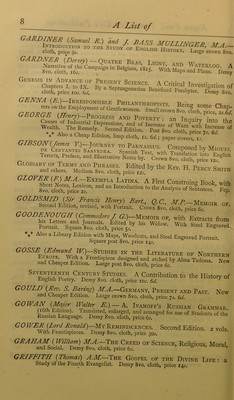 8 A List of
GARDINER (Samuel R.) and J. BASS MULLINGER, M.A.—
INTRODUCTION TO THE STUDY OF ENGLISH HISTORY. Large crown 8vo,
cloth, price 9s.
GARDNER (Dorsey) — QUATRE BRAS, LIGNY, AND WATERLOO. A
Narrative of the Campaign in Belgium, 1815. With Maps and Plans. Demy
8vo, cloth, 16s.
GENESIS IN ADVANCE OF PRESENT SCIENCE. A Critical Investigation of
Chapters I. to IX. By a Septuagenarian Beneficed Presbyter. Demy 8vo,
cloth, price 10s. 6d.
GENNA (E.)—IRRESPONSIBLE PHILANTHROPISTS. Being some Chap-
ters on the Employment of Gentlewomen. Small crown 8vo, cloth, 2s. 6d.
GEORGE (Henry)—PROGRESS AND POVERTY: an Inquiry into the
Causes of Industrial Depressions, and of Increase of Want with Increase of
Wealth. The Remedy. Second Edition. Post 8vo, cloth, price 7s. 6d.
*** Also a Cheap Edition, limp cloth, 1s. 6d.; paper covers, 1s.
GIBSON (James Y.)—JOURNEY TO PARNASSUS. Composed by MIGUEL
DE CERVANTES SAAVEDRA. Spanish Text, with Translation into English
Tercets, Preface, and Illustrative Notes by. Crown 8vo, cloth, price 12s.
GLOSSARY OF TERMS AND PHRASES. Edited by the Rev. H. PERCY SMITH
and others. Medium 8vo, cloth, price 12s.
GLOVER (F.) M.A.—EXEMPLA LATINA. A First Construing Book, with
Short Notes, Lexicon, and an Introduction to the Analysis of Sentences. Fcp.
8vo, cloth, price 2s.
GOLDSMID (Sir Francis Henry) Bart., Q.C., M.P.—MEMOIR OF.
Second Edition, revised, with Portrait. Crown 8vo, cloth, price 6s.
GOODENOUGH (Commodore J. G.)—MEMOIR OF, with Extracts from
his Letters and Journals. Edited by his Widow. With Steel Engraved
Portrait. Square 8vo, cloth, price 5s.
*** Also a Library Edition with Maps, Woodcuts, and Steel Engraved Portrait.
Square post 8vo, price 14s.
GOSSE (Edmund W.)—STUDIES IN THE LITERATURE OF NORTHERN
EUROPE. With a Frontispiece designed and etched by Alma Tadema. New
and Cheaper Edition. Large post 8vo, cloth, price 6s.
SEVENTEENTH CENTURY STUDIES. A Contribution to the History of
English Poetry. Demy 8vo, cloth, price 10s. 6d.
GOULD (Rev. S. Baring) M.A.—GERMANY, PRESENT AND PAST. New
and Cheaper Edition. Large crown 8vo, cloth, price 7s. 6d.
GOWAN (Major Walter E.)—A. IVANOFF'S RUSSIAN GRAMMAR.
(16th Edition). Translated, enlarged, and arranged for use of Students of the
Russian Language. Demy 8vo, cloth, price 6s.
GOWER (Lord Ronald)—MY REMINISCENCES. Second Edition. 2 vols.
With Frontispieces, Demy 8vo, cloth, price 30s.
GRAHAM (William) M.A.—THE CREED OF SCIENCE, Religious, Moral,
and Social. Demy 8vo, cloth, price 6s.
GRIFFITH (Thomas) A.M.—THE GOSPEL OF THE DIVINE LIFE: a
Study of the Fourth Evangelist. Demy 8vo, cloth, price 14s.